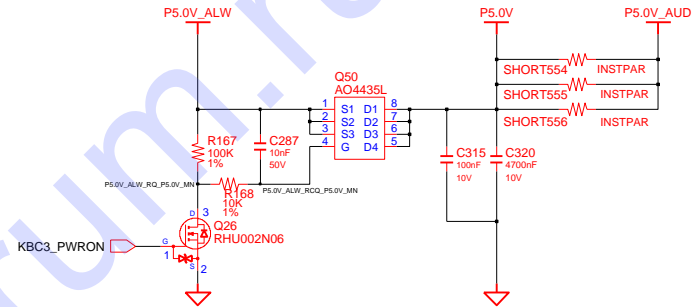 P5.0V_ALW
P5.0V
P5.0V_AUD
Q50
AO4435L
SHORT554
INSTPAR
SHORT555
INSTPAR
SHORT556
INSTPAR
1 S1 D1 8
2 S2 D2 7
3 S3 D3 6
4 G D4 5
R167
100K
1%
C287
10nF
50V
C315
100nF
10V
C320
4700nF
10V
P5.0V_ALW_RQ_P5.0V_MN
R168
10K
1%
P5.0V_ALW_RCQ_P5.0V_MN
D 3
Q26
RHU002N06
KBC3_PWRON
G
1
S
2
rum.ru